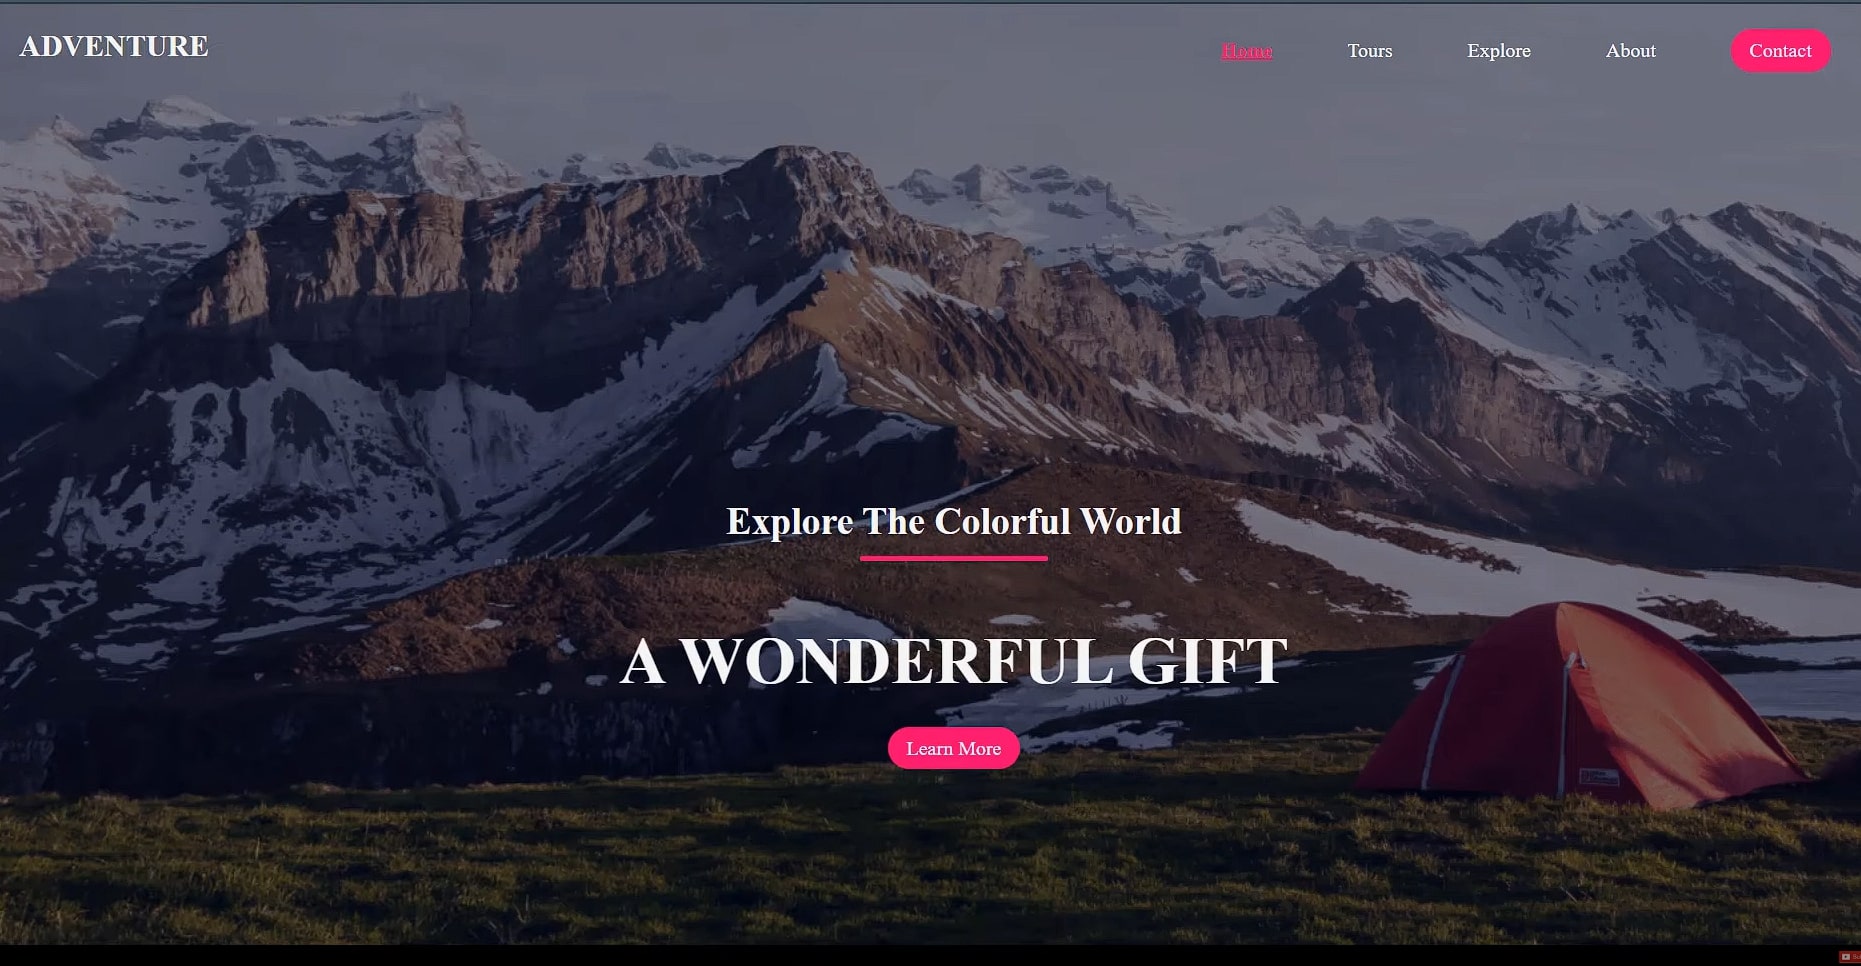 ADVENTURE
Home Tours Explore About Contact
Explore The Colorful World
A WONDERFUL GIFT
Learn More